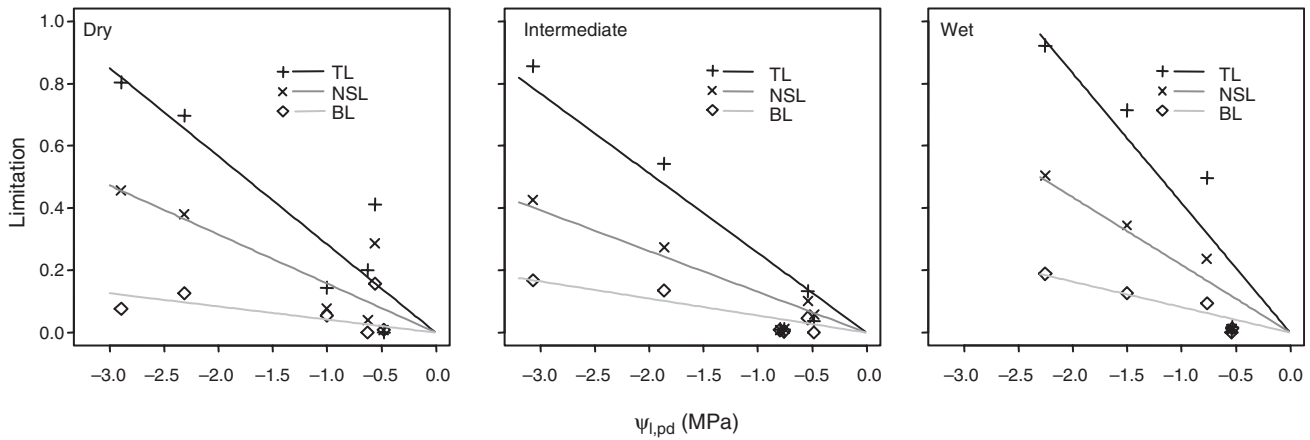 Dry
Intermediate
Wet
TL
NSL
BL
TL
NSL
BL
TL
NSL
BL
Limitation
1.0
0.8
0.6
0.4
0.2
0.0
–3.0 –2.5 –2.0 –1.5 –1.0 –0.5 0.0
–3.0 –2.5 –2.0 –1.5 –1.0 –0.5 0.0
–3.0 –2.5 –2.0 –1.5 –1.0 –0.5 0.0
ψl,pd (MPa)